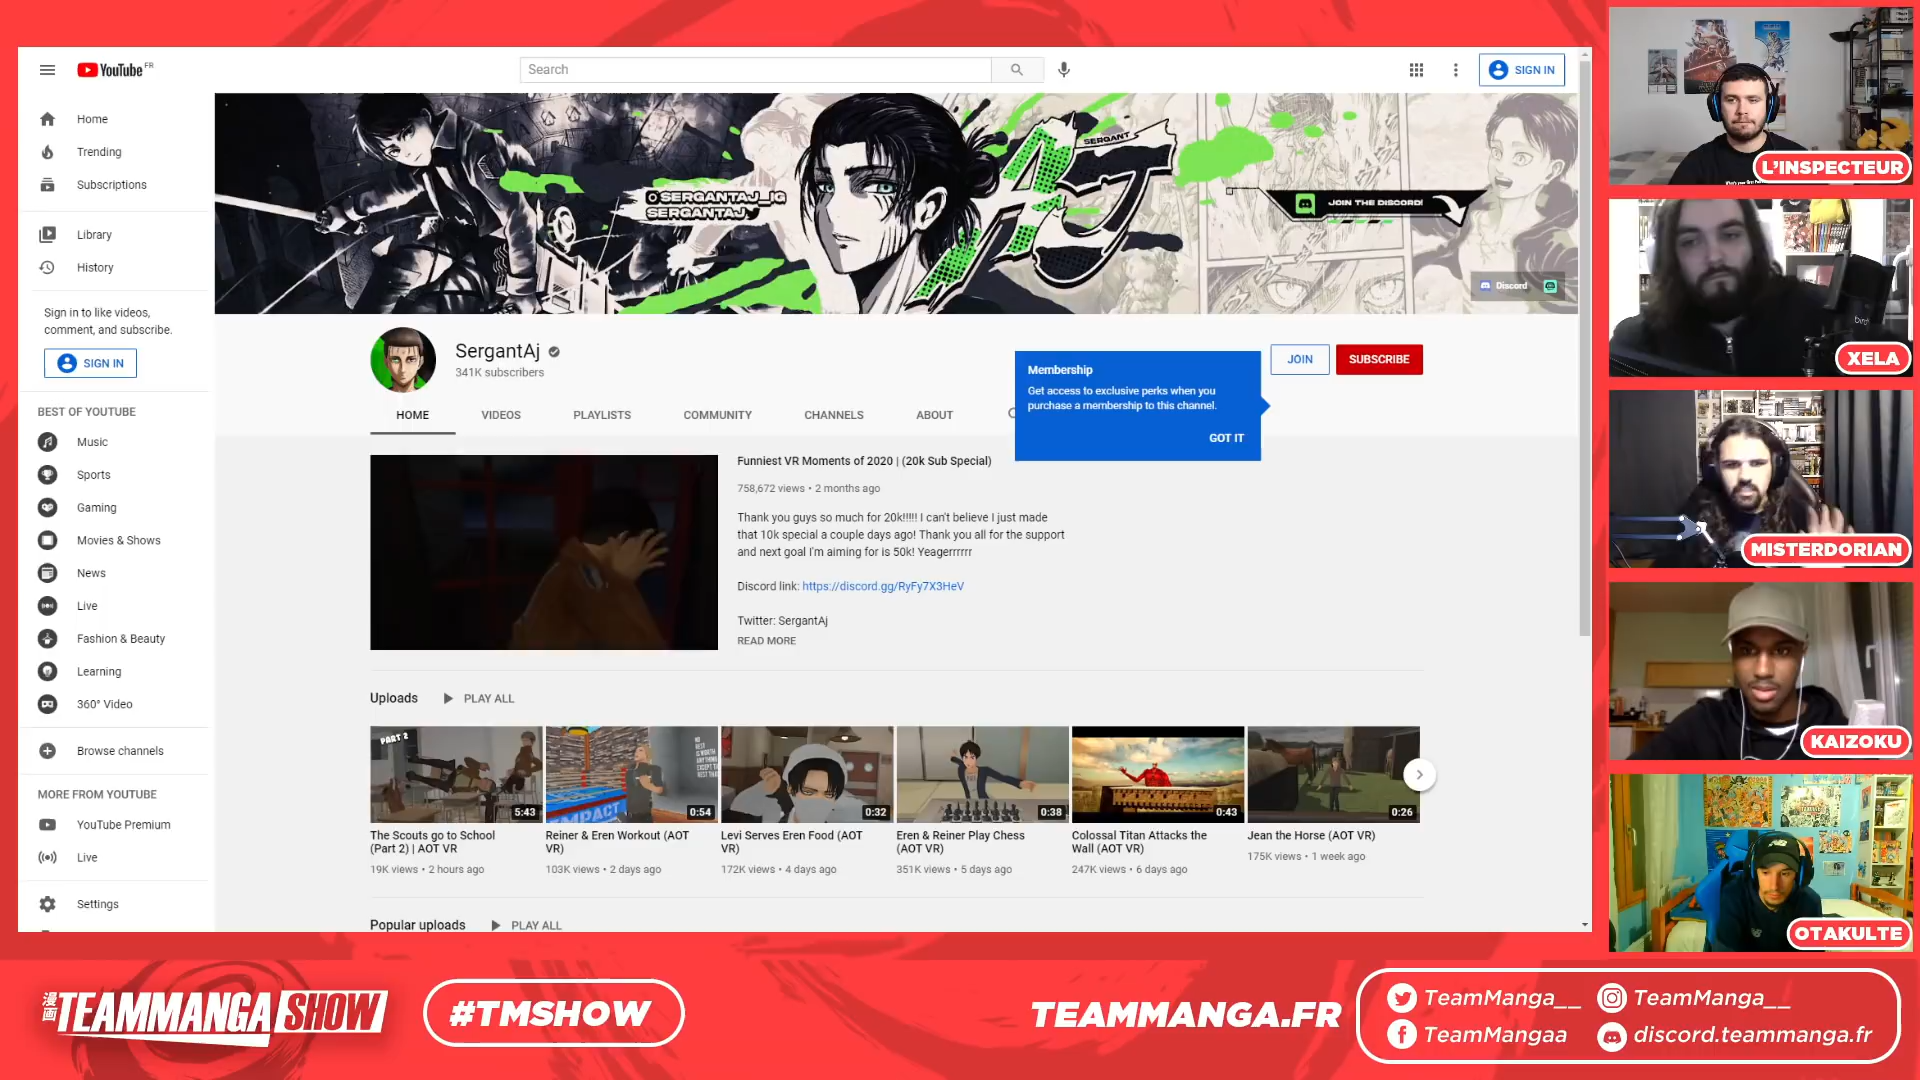 YouTube FR
Search
SIGN IN
Home
Trending
Subscriptions
Library
History
Sign in to like videos,
comment, and subscribe.
SIGN IN
BEST OF YOUTUBE
Music
Sports
Gaming
Movies & Shows
News
Live
Fashion & Beauty
Learning
360° Video
Browse channels
MORE FROM YOUTUBE
YouTube Premium
Live
Settings
SERGANTAJ_IG
SERGANTAJ
SERGANT
AJ
JOIN THE DISCORD!
Discord
SergantAj
341K subscribers
Membership
Get access to exclusive perks when you
purchase a membership to this channel.
GOT IT
JOIN
SUBSCRIBE
HOME
VIDEOS
PLAYLISTS
COMMUNITY
CHANNELS
ABOUT
Funniest VR Moments of 2020 | (20k Sub Special)
758,672 views • 2 months ago
Thank you guys so much for 20k!!!!! I can't believe I just made
that 10k special a couple days ago! Thank you all for the support
and next goal I'm aiming for is 50k! Yeagerrrrrr
Discord link: https://discord.gg/RyFy7X3HeV
Twitter: SergantAj
READ MORE
Uploads
PLAY ALL
PART 2
5:43
The Scouts go to School
(Part 2) | AOT VR
19K views • 2 hours ago
IMPACT
0:54
Reiner & Eren Workout (AOT
VR)
103K views • 2 days ago
0:32
Levi Serves Eren Food (AOT
VR)
172K views • 4 days ago
0:38
Eren & Reiner Play Chess
(AOT VR)
351K views • 5 days ago
0:43
Colossal Titan Attacks the
Wall (AOT VR)
247K views • 6 days ago
0:26
Jean the Horse (AOT VR)
175K views • 1 week ago
Popular uploads
PLAY ALL
L'INSPECTEUR
XELA
MISTERDORIAN
KAIZOKU
OTAKULTE
漫画 TEAMMANGA SHOW
#TMSHOW
TEAMMANGA.FR
TeamManga__
TeamManga__
TeamMangaa
discord.teammanga.fr